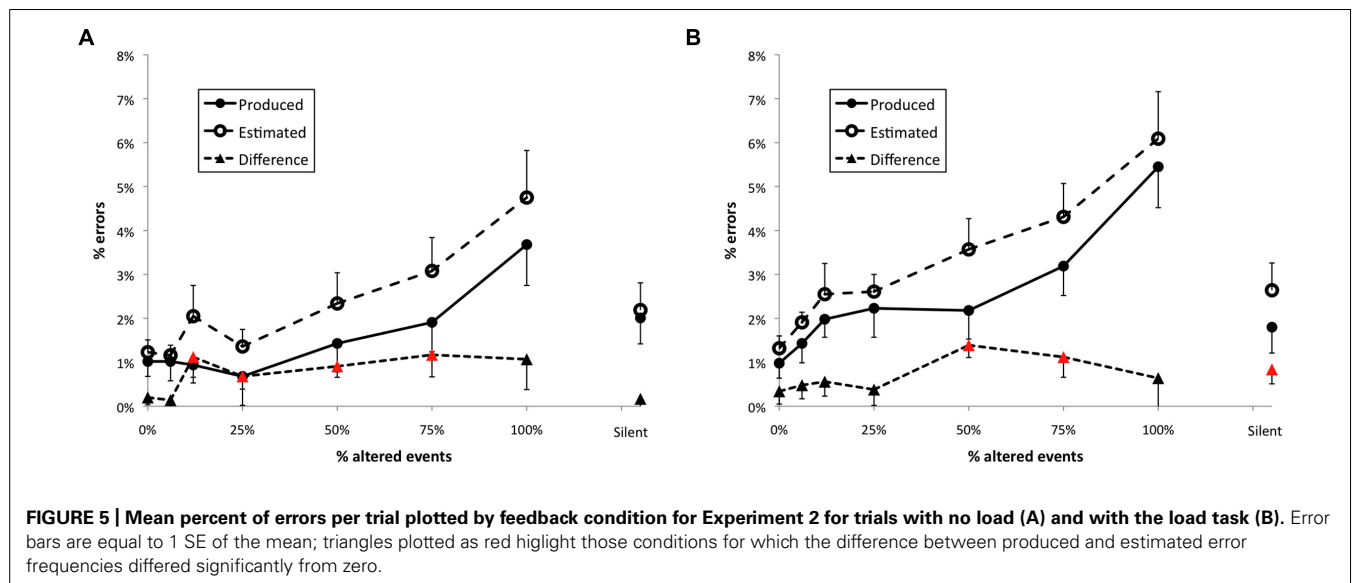 A
8%
7%
6%
5%
4%
3%
2%
1%
0%
% errors
Produced
Estimated
Difference
0%
25%
50%
75%
100%
Silent
% altered events
B
8%
7%
6%
5%
4%
3%
2%
1%
0%
% errors
Produced
Estimated
Difference
0%
25%
50%
75%
100%
Silent
% altered events
FIGURE 5 | Mean percent of errors per trial plotted by feedback condition for Experiment 2 for trials with no load (A) and with the load task (B). Error
bars are equal to 1 SE of the mean; triangles plotted as red higlight those conditions for which the difference between produced and estimated error
frequencies differed significantly from zero.